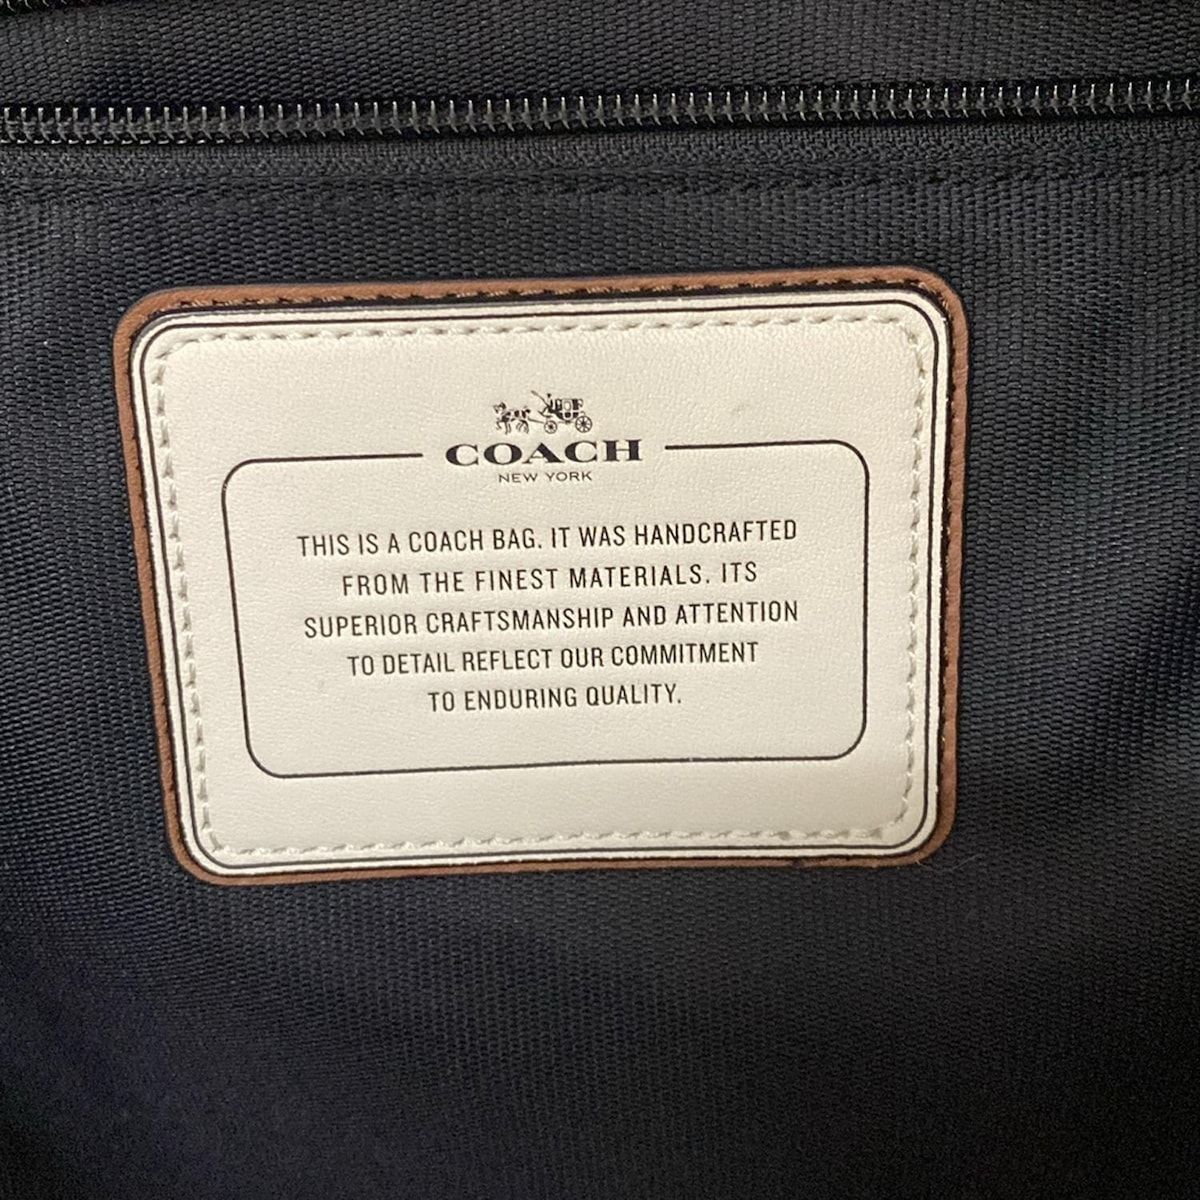 COACH
NEW YORK
THIS IS A COACH BAG. IT WAS HANDCRAFTED
FROM THE FINEST MATERIALS. ITS
SUPERIOR CRAFTSMANSHIP AND ATTENTION
TO DETAIL REFLECT OUR COMMITMENT
TO ENDURING QUALITY.